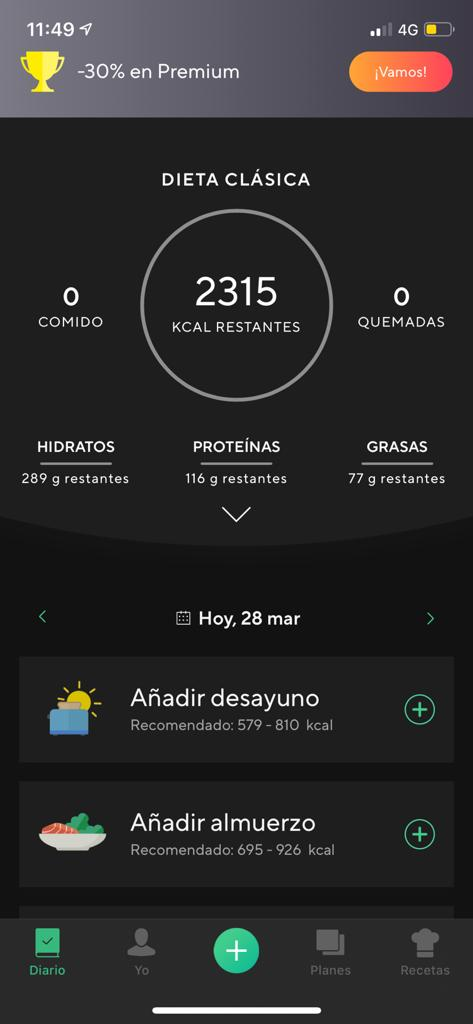 11:49 4G
-30% en Premium ¡Vamos!
DIETA CLÁSICA
0 2315 0
COMIDO KCAL RESTANTES QUEMADAS
HIDRATOS PROTEÍNAS GRASAS
289 g restantes 116 g restantes 77 g restantes
Hoy, 28 mar
Añadir desayuno
Recomendado: 579 - 810 kcal
Añadir almuerzo
Recomendado: 695 - 926 kcal
Diario Yo Planes Recetas